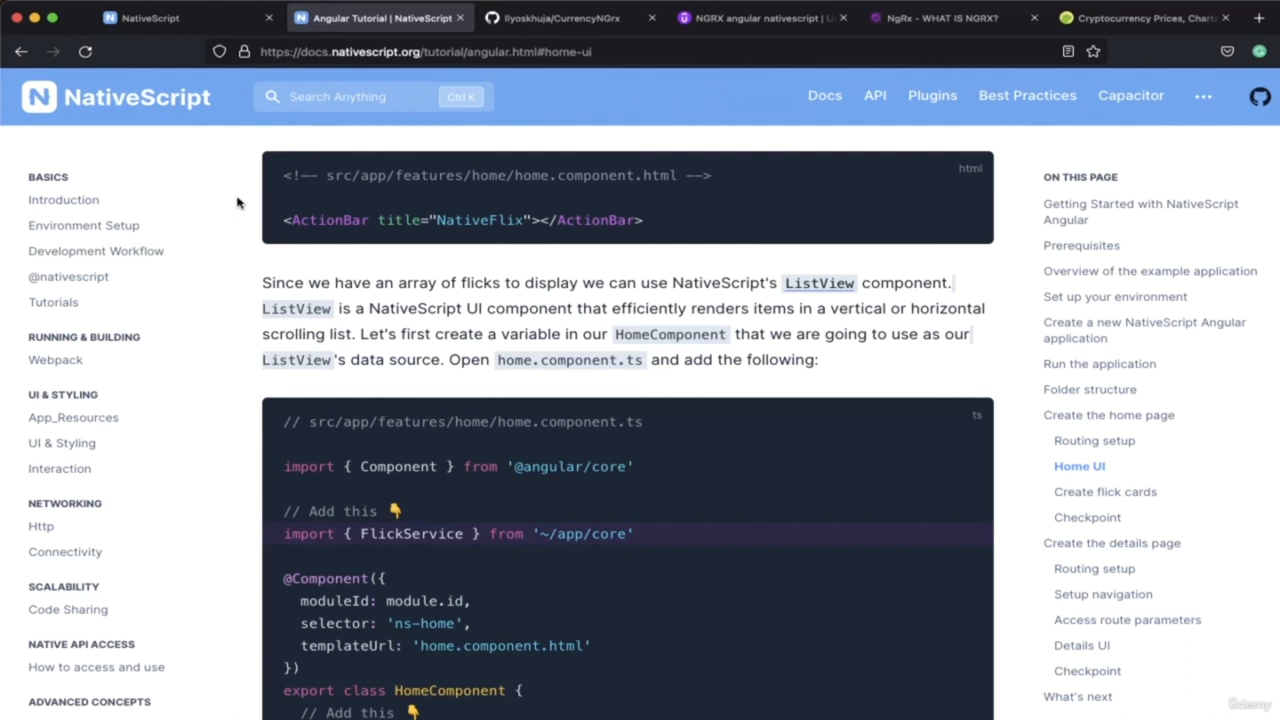 NativeScript
Angular Tutorial | NativeScript
Ilyoskhuja/CurrencyNGrx
NGRX angular nativescript | U
NgRx - WHAT IS NGRX?
Cryptocurrency Prices, Charts
https://docs.nativescript.org/tutorial/angular.html#home-ui
NativeScript
Search Anything
Ctrl K
Docs
API
Plugins
Best Practices
Capacitor
BASICS
Introduction
Environment Setup
Development Workflow
@nativescript
Tutorials
RUNNING & BUILDING
Webpack
UI & STYLING
App_Resources
UI & Styling
Interaction
NETWORKING
Http
Connectivity
SCALABILITY
Code Sharing
NATIVE API ACCESS
How to access and use
ADVANCED CONCEPTS
html
<!-- src/app/features/home/home.component.html -->
<ActionBar title="NativeFlix"></ActionBar>
Since we have an array of flicks to display we can use NativeScript's ListView component.
ListView is a NativeScript UI component that efficiently renders items in a vertical or horizontal
scrolling list. Let's first create a variable in our HomeComponent that we are going to use as our
ListView's data source. Open home.component.ts and add the following:
ts
// src/app/features/home/home.component.ts
import { Component } from '@angular/core'
// Add this 👇
import { FlickService } from '~/app/core'
@Component({
moduleId: module.id,
selector: 'ns-home',
templateUrl: 'home.component.html'
})
export class HomeComponent {
// Add this 👇
ON THIS PAGE
Getting Started with NativeScript
Angular
Prerequisites
Overview of the example application
Set up your environment
Create a new NativeScript Angular
application
Run the application
Folder structure
Create the home page
Routing setup
Home UI
Create flick cards
Checkpoint
Create the details page
Routing setup
Setup navigation
Access route parameters
Details UI
Checkpoint
What's next
ûdemy